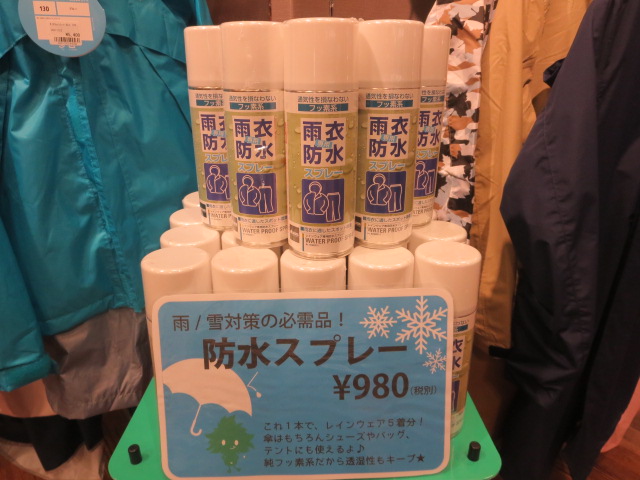 130
通気性を損なわない
フッ素系
雨衣
防水
スプレー
WATER PROOF
雨/雪対策の必需品!
防水スプレー
¥980(税別)
これ1本で、レインウェア5着分!
傘はもちろんシューズやバッグ、
テントにも使えるよ♪
純フッ素系だから透湿性もキープ★